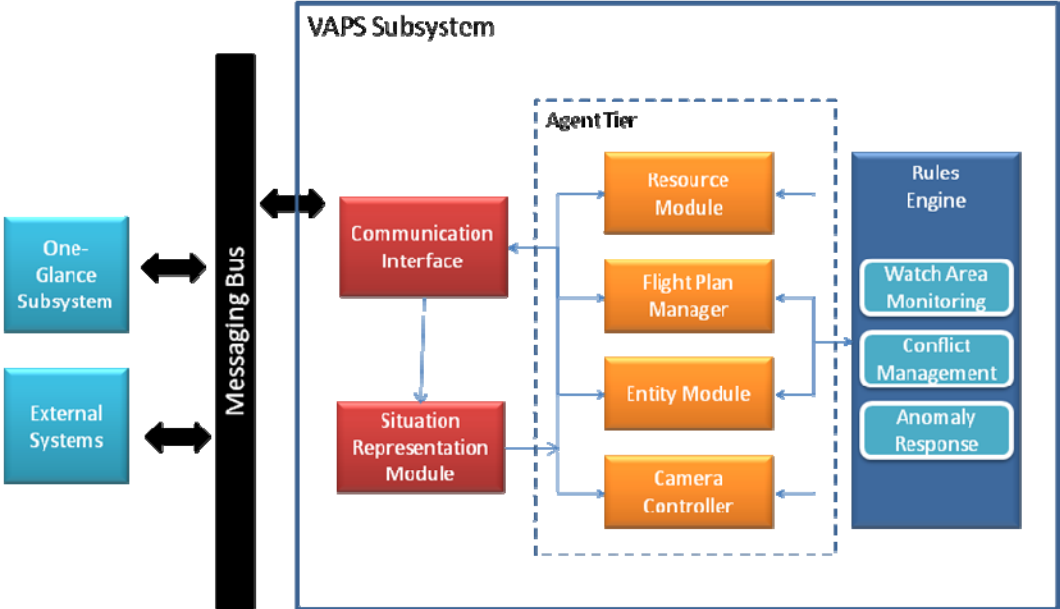 VAPS Subsystem
Agent Tier
Resource
Module
Rules
Engine
Communication
Interface
One-
Glance
Subsystem
Messaging Bus
Flight Plan
Manager
Watch Area
Monitoring
Conflict
Management
Entity Module
External
Systems
Situation
Representation
Module
Anomaly
Response
Camera
Controller